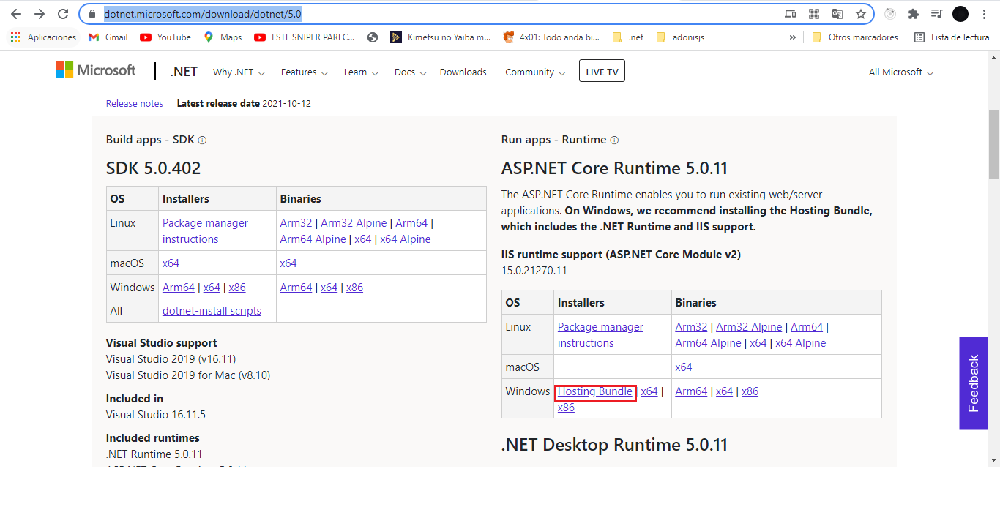 dotnet.microsoft.com/download/dotnet/5.0
Aplicaciones
Gmail
YouTube
Maps
ESTE SNIPER PAREC...
Kimetsu no Yaiba m...
4x01: Todo anda bi...
.net
adonisjs
»
Otros marcadores
Lista de lectura
Microsoft
.NET
Why .NET
Features
Learn
Docs
Downloads
Community
LIVE TV
All Microsoft
Release notes
Latest release date 2021-10-12
Build apps - SDK
SDK 5.0.402
OS Installers Binaries
Linux Package manager Arm32 | Arm32 Alpine | Arm64 |
instructions Arm64 Alpine | x64 | x64 Alpine
macOS x64 x64
Windows Arm64 | x64 | x86 Arm64 | x64 | x86
All dotnet-install scripts
Visual Studio support
Visual Studio 2019 (v16.11)
Visual Studio 2019 for Mac (v8.10)
Included in
Visual Studio 16.11.5
Included runtimes
.NET Runtime 5.0.11
Run apps - Runtime
ASP.NET Core Runtime 5.0.11
The ASP.NET Core Runtime enables you to run existing web/server
applications. On Windows, we recommend installing the Hosting Bundle,
which includes the .NET Runtime and IIS support.
IIS runtime support (ASP.NET Core Module v2)
15.0.21270.11
OS Installers Binaries
Linux Package manager Arm32 | Arm32 Alpine | Arm64 |
instructions Arm64 Alpine | x64 | x64 Alpine
macOS x64
Windows Hosting Bundle x64 | Arm64 | x64 | x86
x86
.NET Desktop Runtime 5.0.11
Feedback